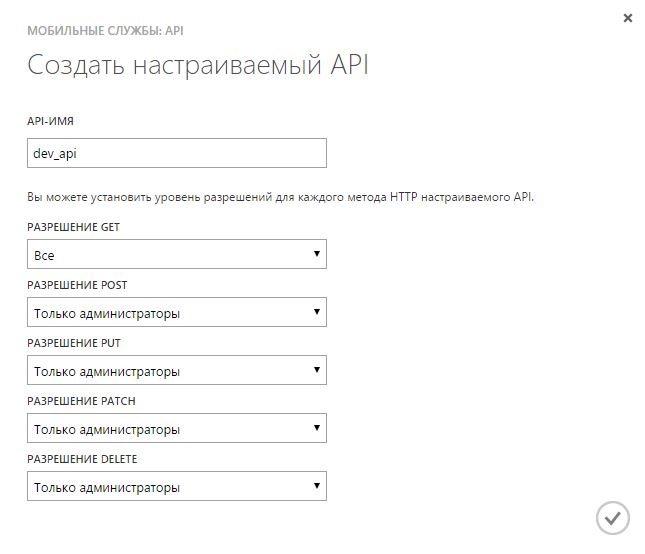 МОБИЛЬНЫЕ СЛУЖБЫ: API
Создать настраиваемый API
API-ИМЯ
dev_api
Вы можете установить уровень разрешений для каждого метода HTTP настраиваемого API.
РАЗРЕШЕНИЕ GET
Все
РАЗРЕШЕНИЕ POST
Только администраторы
РАЗРЕШЕНИЕ PUT
Только администраторы
РАЗРЕШЕНИЕ PATCH
Только администраторы
РАЗРЕШЕНИЕ DELETE
Только администраторы